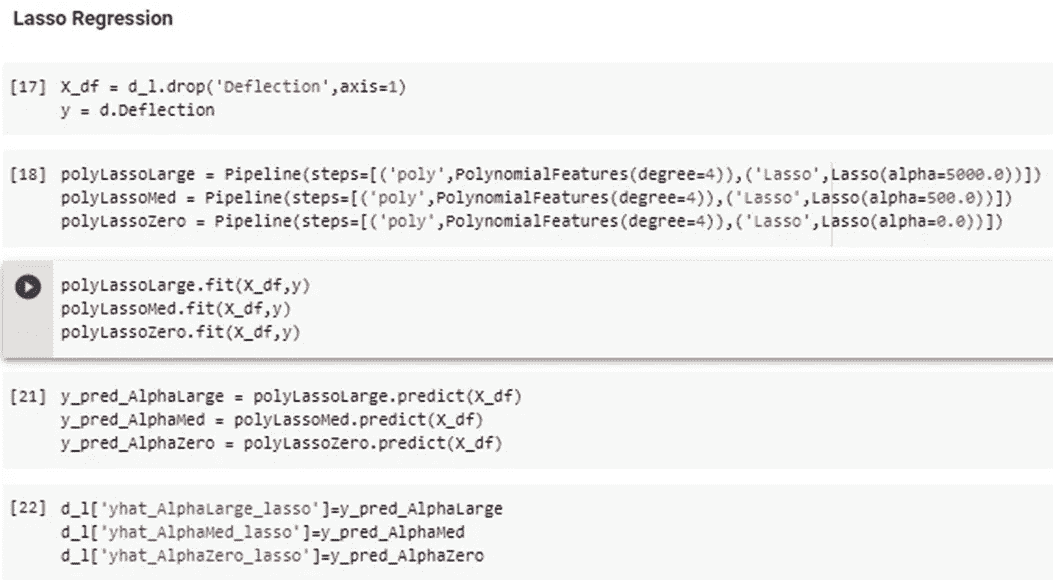 Lasso Regression
[17] X_df = d_l.drop('Deflection',axis=1)
y = d.Deflection
[18] polyLassoLarge = Pipeline(steps=[('poly',PolynomialFeatures(degree=4)),('Lasso',Lasso(alpha=5000.0))])
polyLassoMed = Pipeline(steps=[('poly',PolynomialFeatures(degree=4)),('Lasso',Lasso(alpha=500.0))])
polyLassoZero = Pipeline(steps=[('poly',PolynomialFeatures(degree=4)),('Lasso',Lasso(alpha=0.0))])
polyLassoLarge.fit(X_df,y)
polyLassoMed.fit(X_df,y)
polyLassoZero.fit(X_df,y)
[21] y_pred_AlphaLarge = polyLassoLarge.predict(X_df)
y_pred_AlphaMed = polyLassoMed.predict(X_df)
y_pred_AlphaZero = polyLassoZero.predict(X_df)
[22] d_l['yhat_AlphaLarge_lasso']=y_pred_AlphaLarge
d_l['yhat_AlphaMed_lasso']=y_pred_AlphaMed
d_l['yhat_AlphaZero_lasso']=y_pred_AlphaZero